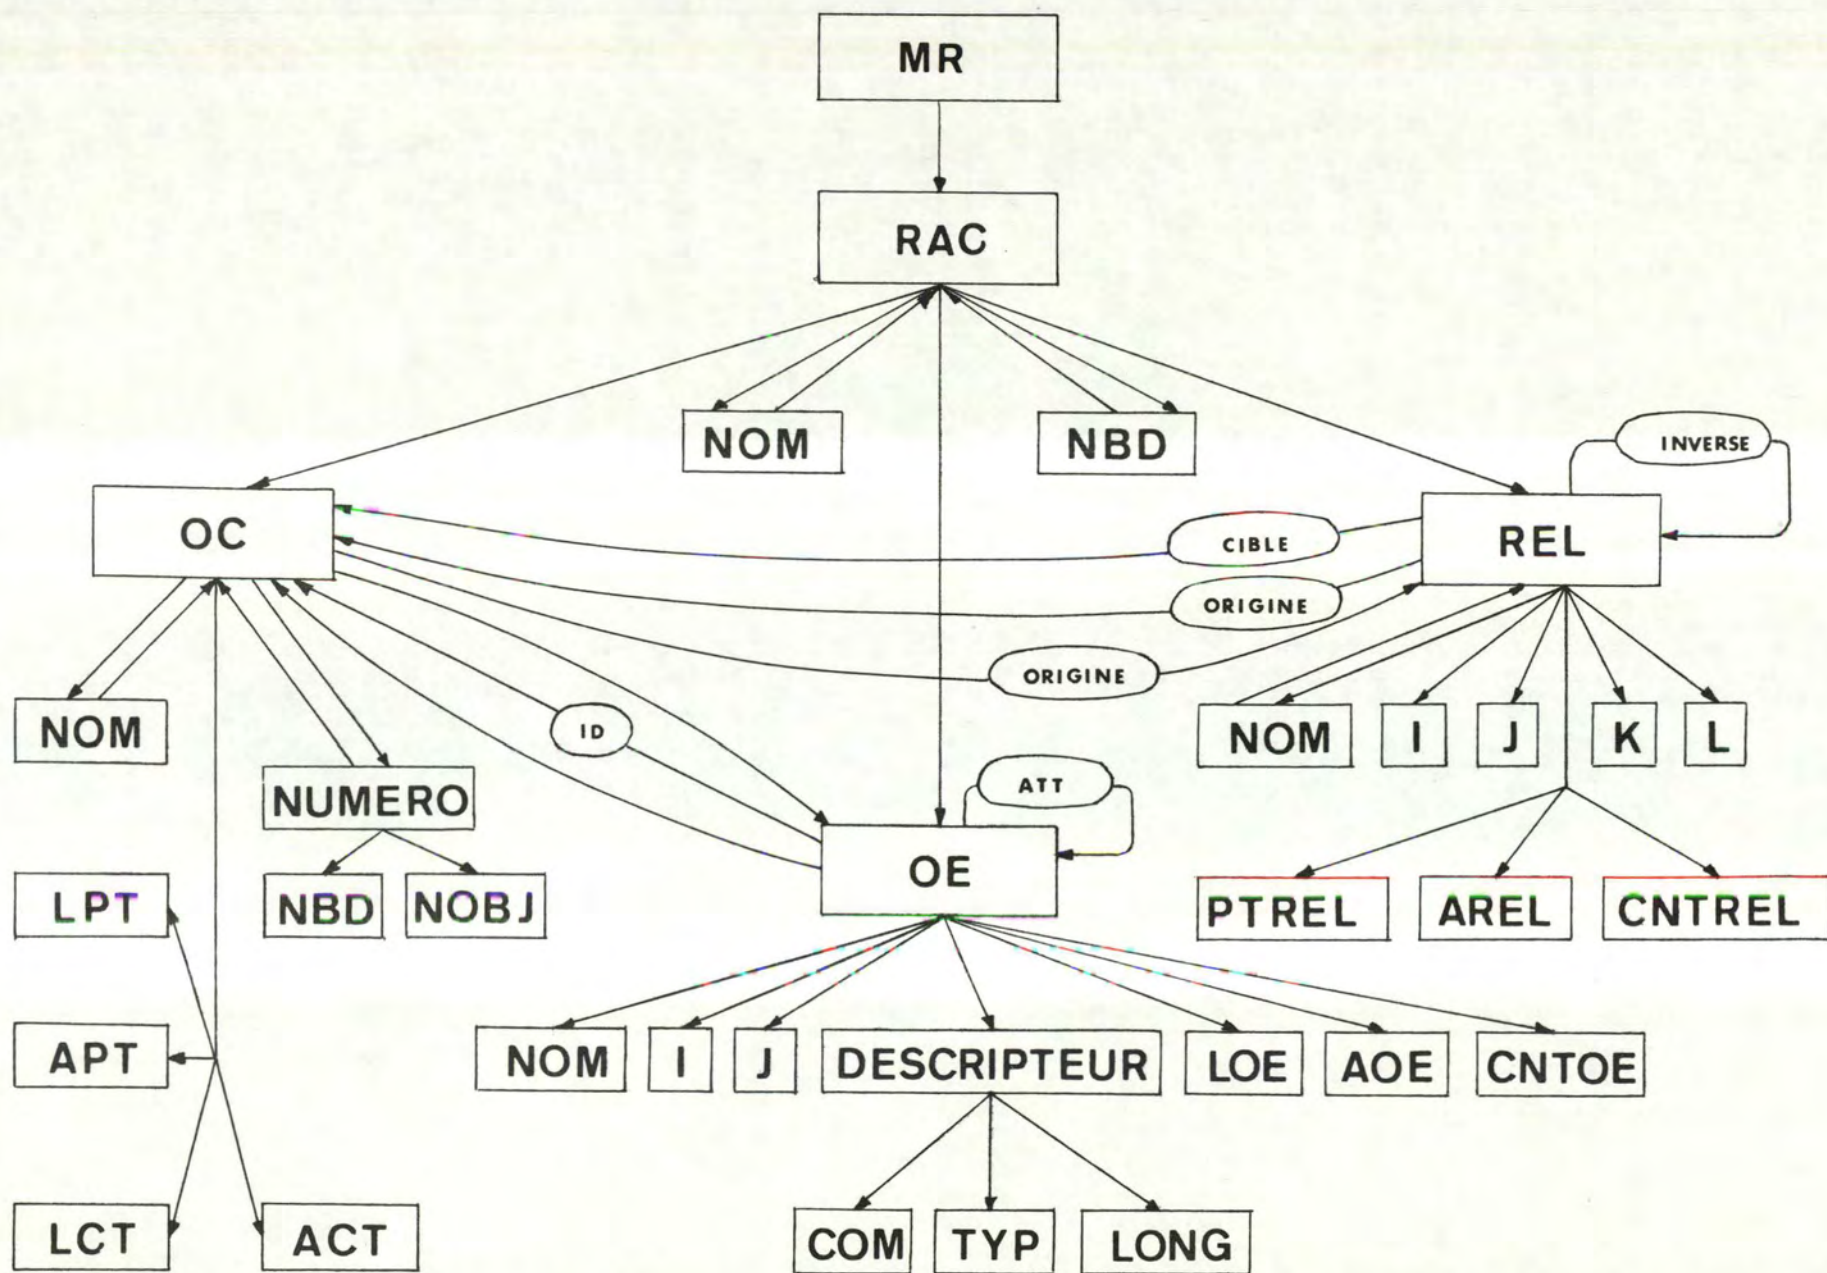 MR
RAC
NOM
NBD
INVERSE
OC
CIBLE
REL
ORIGINE
ORIGINE
NOM
ID
NOM
I
J
K
L
NUMERO
ATT
OE
LPT
NBD
NOBJ
PTREL
AREL
CNTREL
APT
NOM
I
J
DESCRIPTEUR
LOE
AOE
CNTOE
LCT
ACT
COM
TYP
LONG